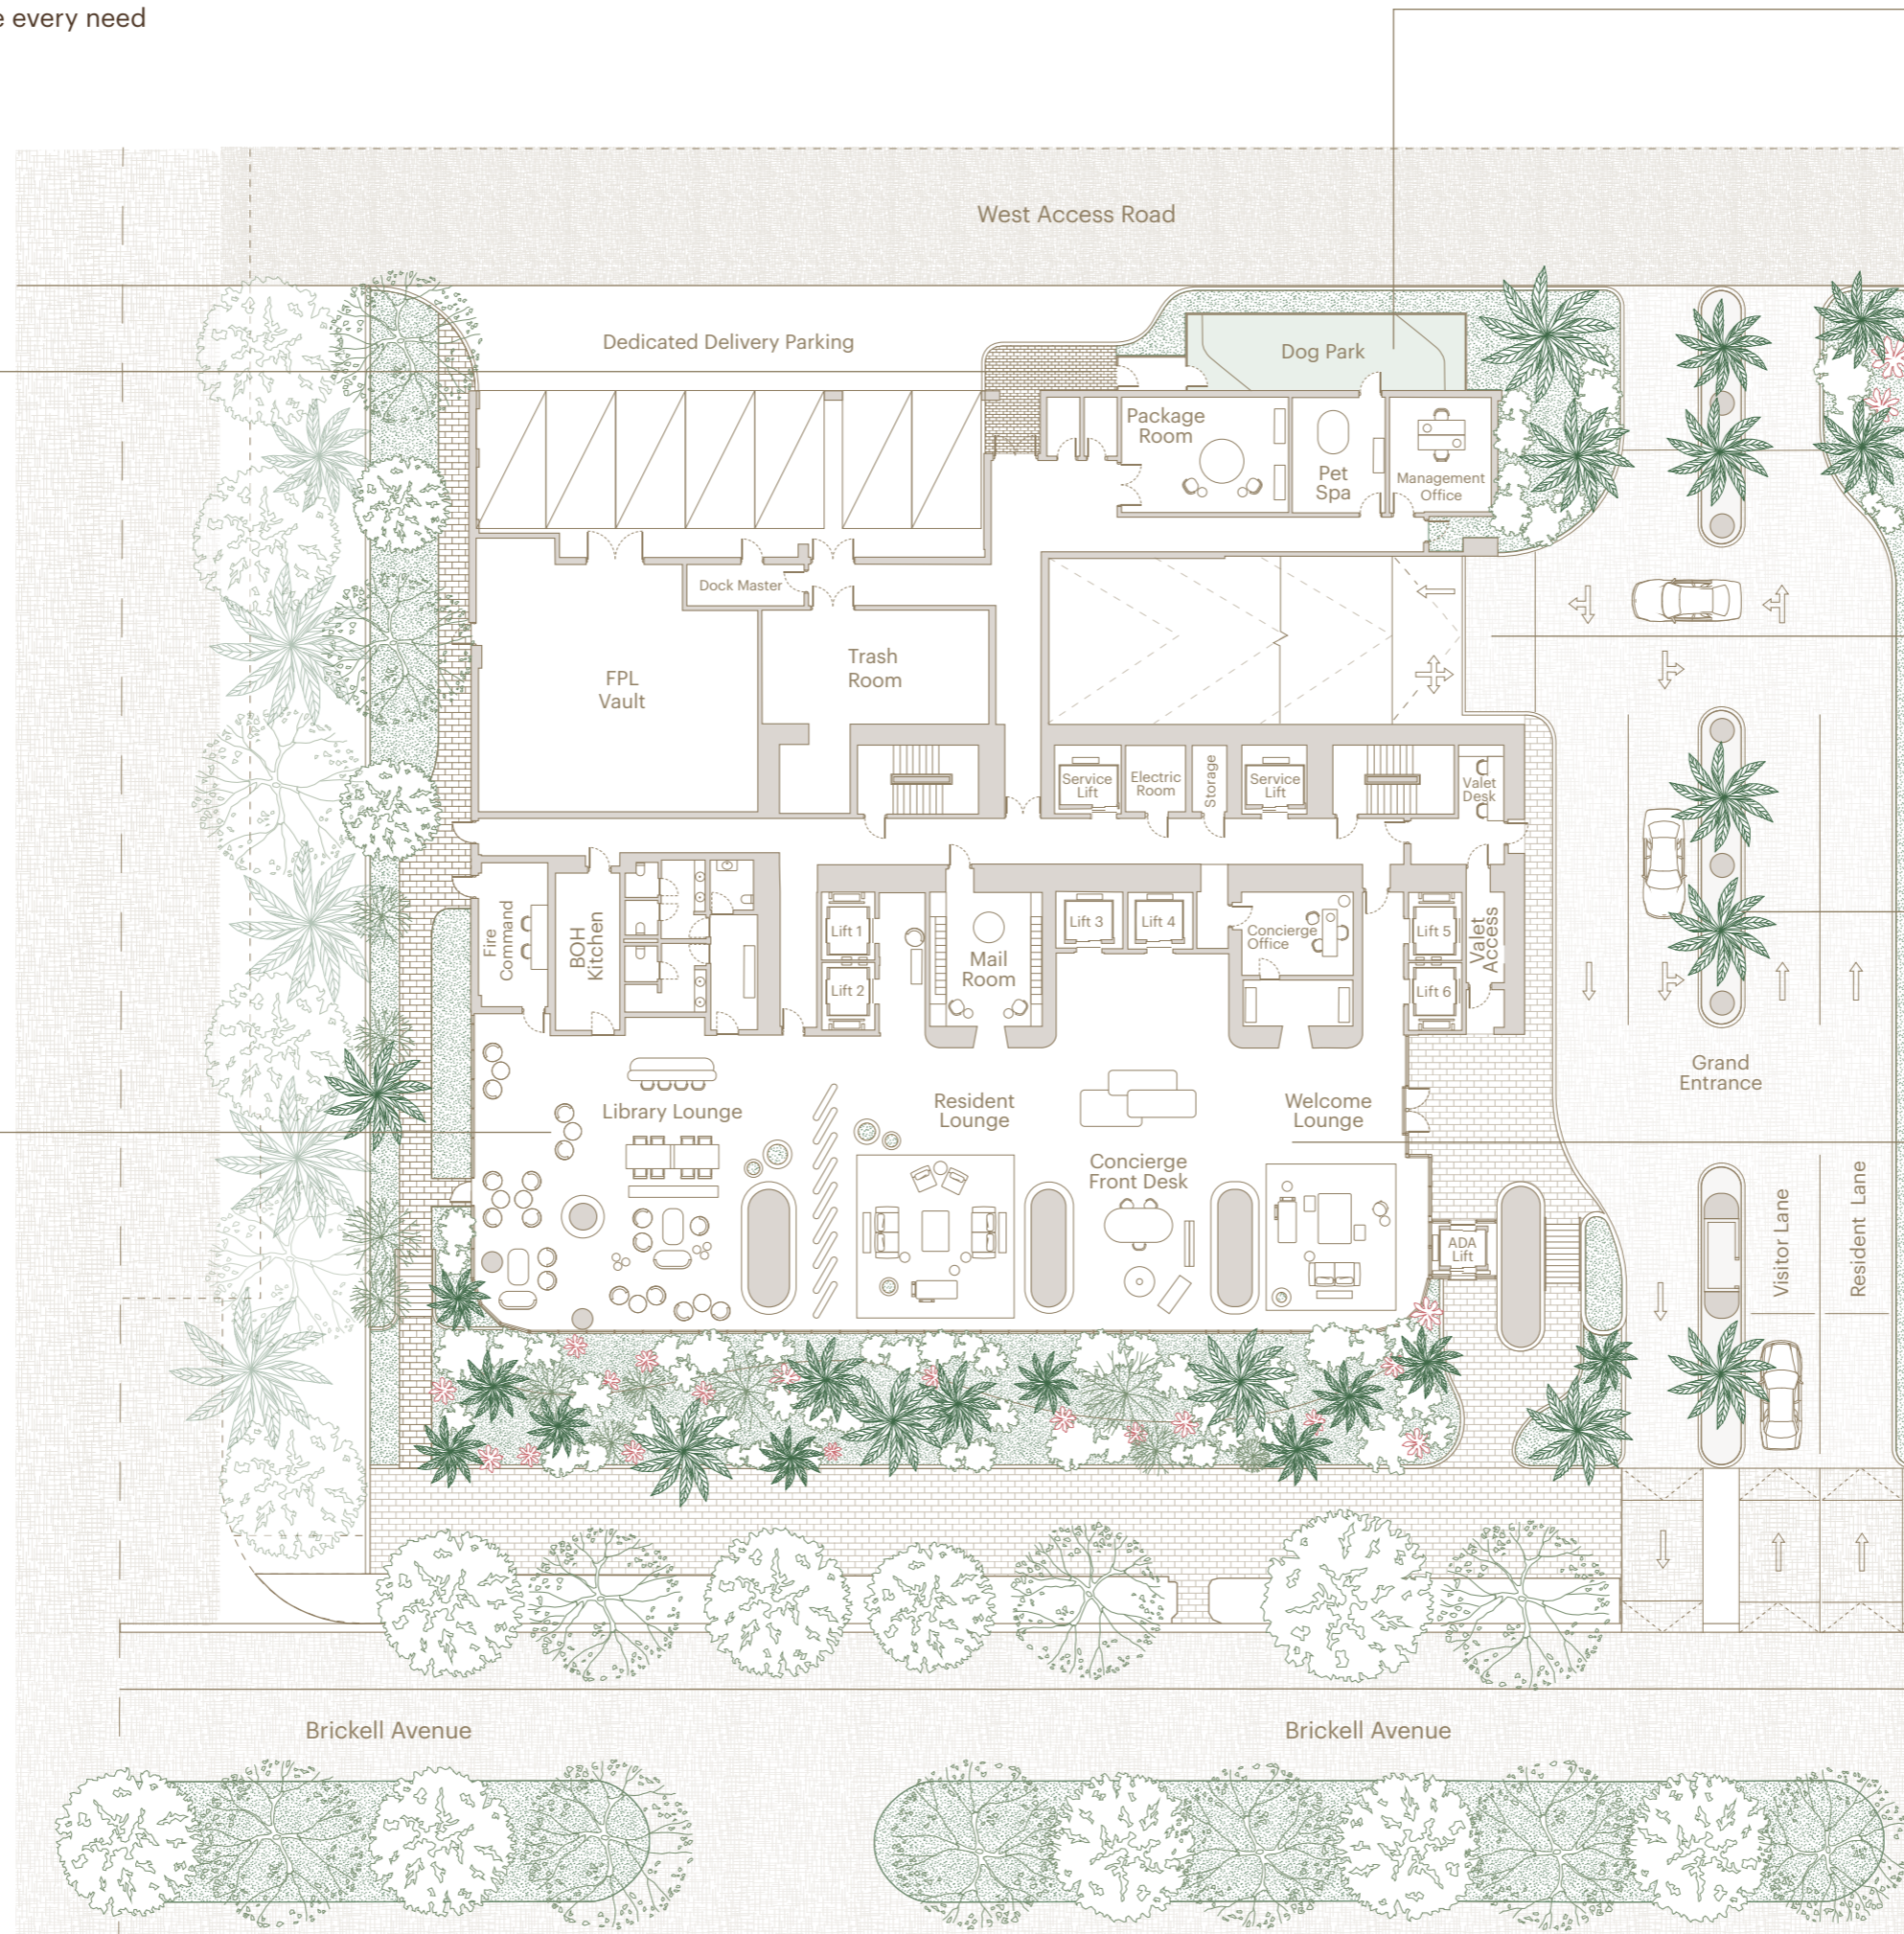 e every need
West Access Road
Dedicated Delivery Parking
Dog Park
Package
Room
Pet
Spa
Management
Office
Dock Master
FPL
Vault
Trash
Room
Service
Lift
Electric
Room
Storage
Service
Lift
Valet
Desk
Fire
Command
BOH
Kitchen
Lift 1
Lift 2
Mail
Room
Lift 3
Lift 4
Concierge
Office
Lift 5
Lift 6
Valet
Access
Grand
Entrance
Library Lounge
Resident
Lounge
Welcome
Lounge
Concierge
Front Desk
ADA
Lift
Visitor Lane
Resident Lane
Brickell Avenue
Brickell Avenue